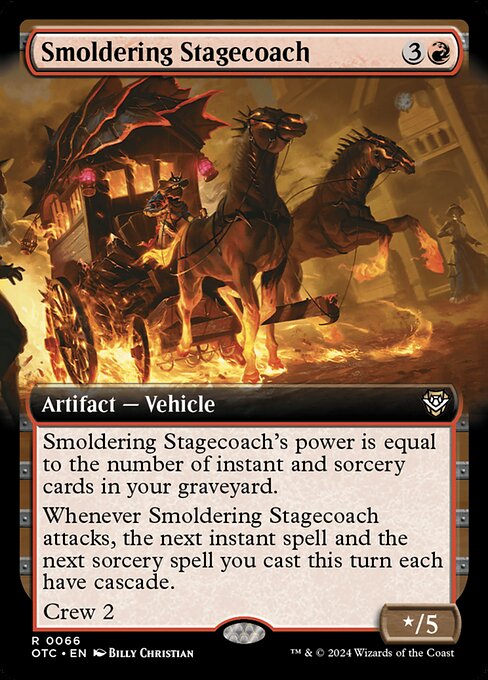 Smoldering Stagecoach 3
Artifact — Vehicle
Smoldering Stagecoach's power is equal
to the number of instant and sorcery
cards in your graveyard.
Whenever Smoldering Stagecoach
attacks, the next instant spell and the
next sorcery spell you cast this turn each
have cascade.
Crew 2
*/5
R 0066
OTC • EN Billy Christian
™ & © 2024 Wizards of the Coast